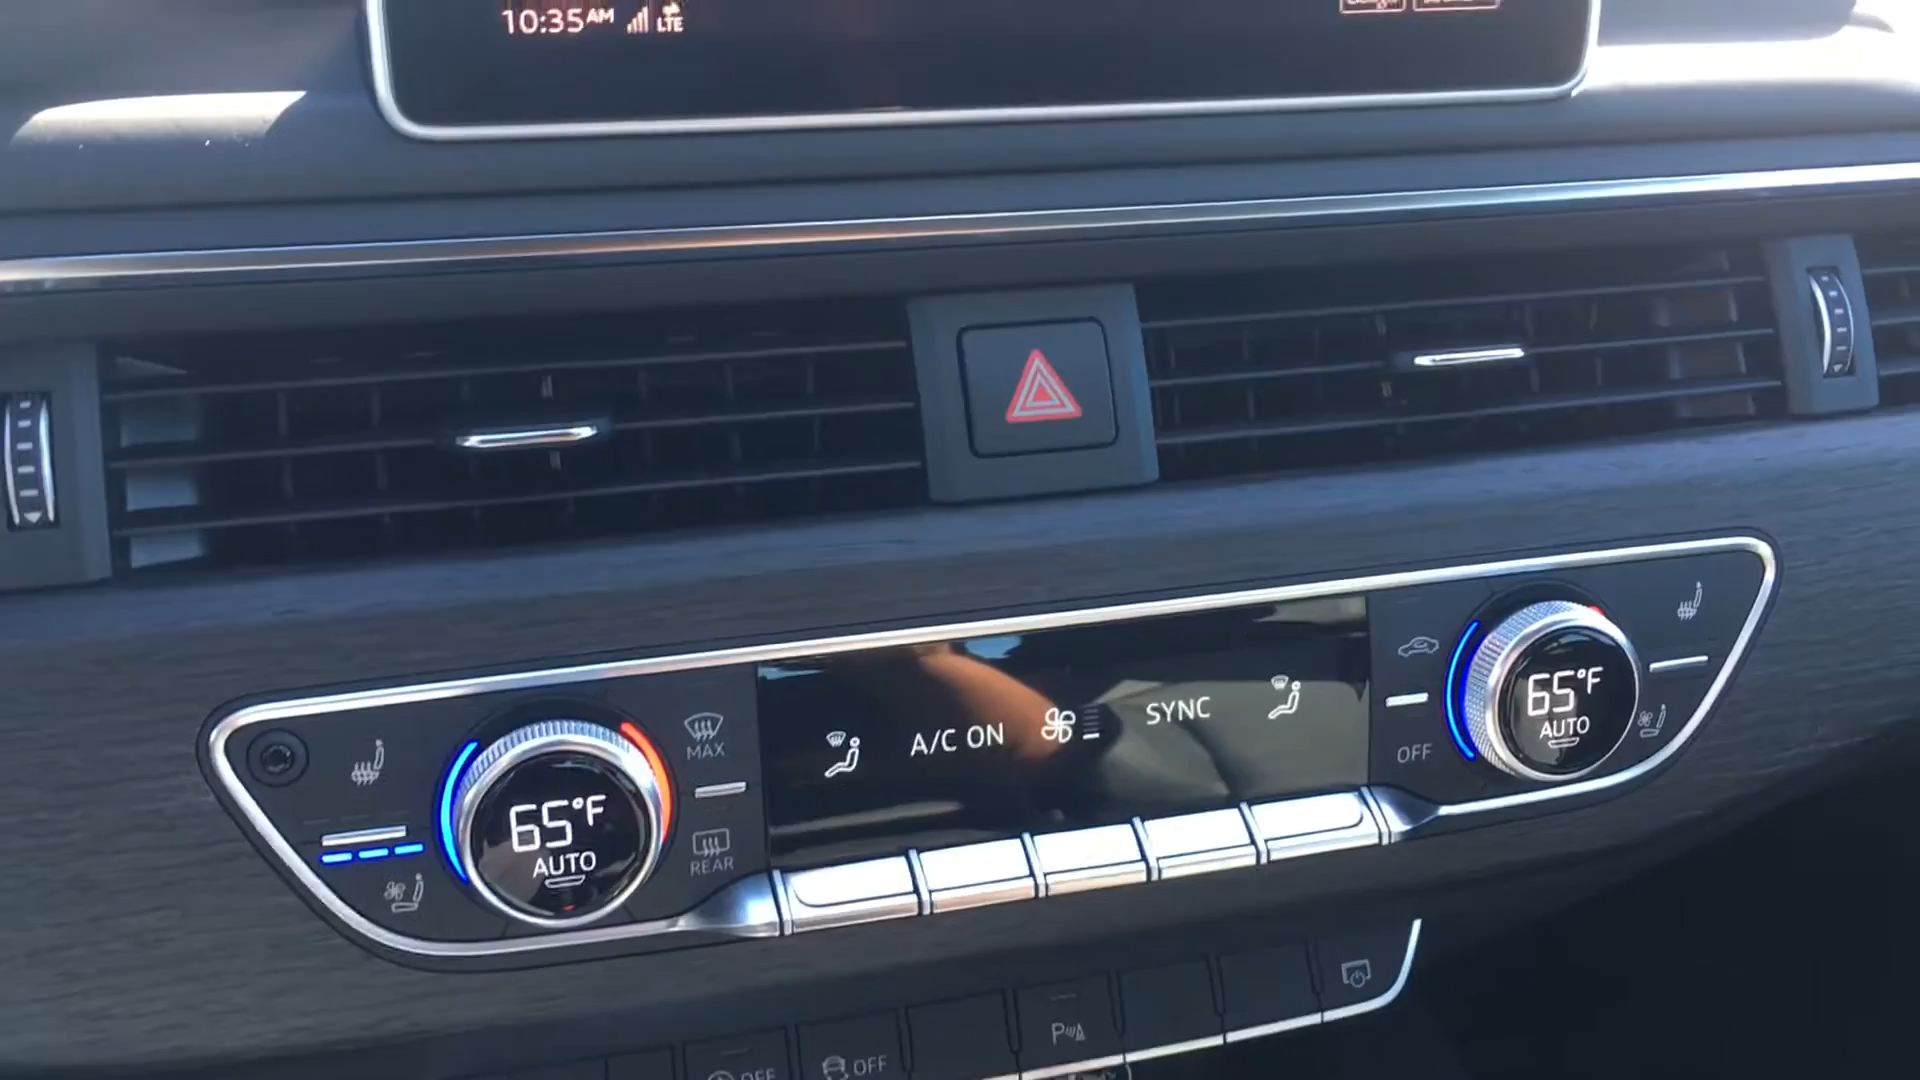 10:35AM LTE
MAX
REAR
65°F
AUTO
A/C ON
SYNC
OFF
65°F
AUTO
OFF
OFF
P